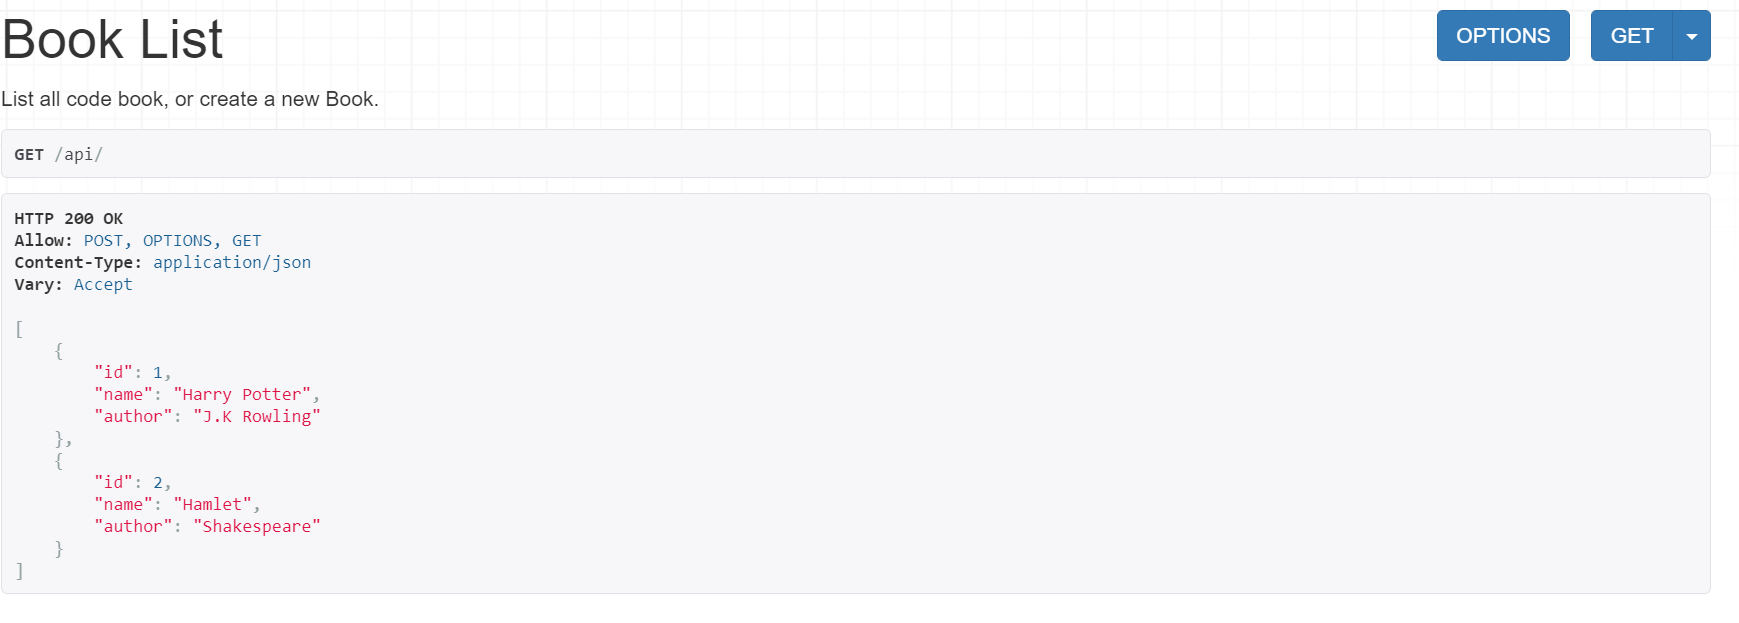 Book List
OPTIONS
GET
List all code book, or create a new Book.
GET /api/
HTTP 200 OK
Allow: POST, OPTIONS, GET
Content-Type: application/json
Vary: Accept
[
    {
        "id": 1,
        "name": "Harry Potter",
        "author": "J.K Rowling"
    },
    {
        "id": 2,
        "name": "Hamlet",
        "author": "Shakespeare"
    }
]